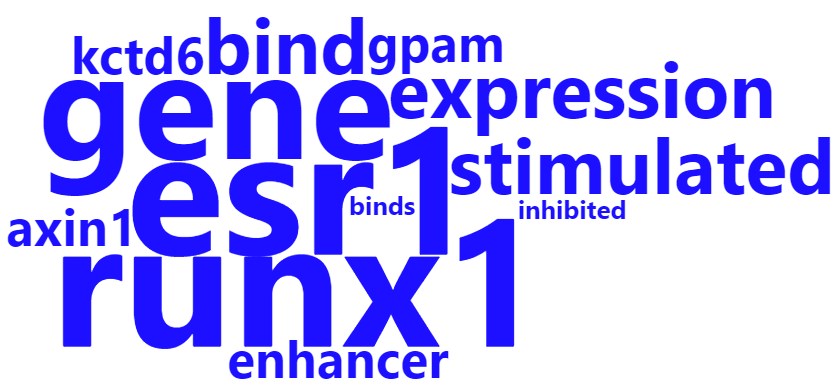 kctd6 bind gpam
gene expression
esr1 stimulated
axin1 binds inhibited
runx1
enhancer